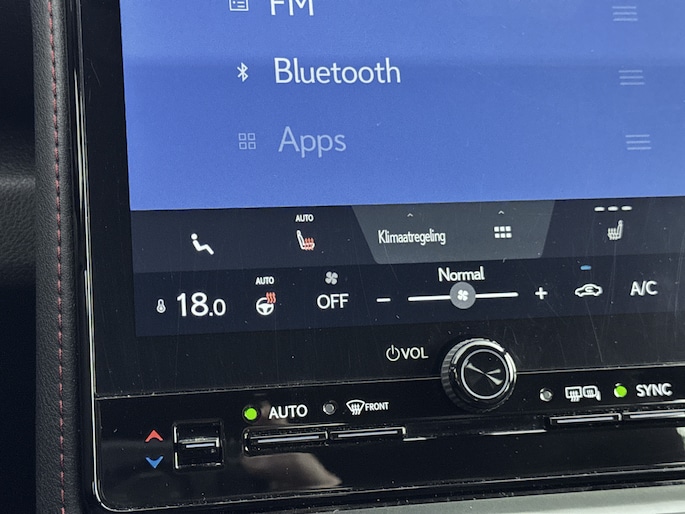 FM
Bluetooth
Apps
AUTO
Klimaatregeling
18.0
AUTO
OFF
Normal
A/C
VOL
AUTO
FRONT
SYNC